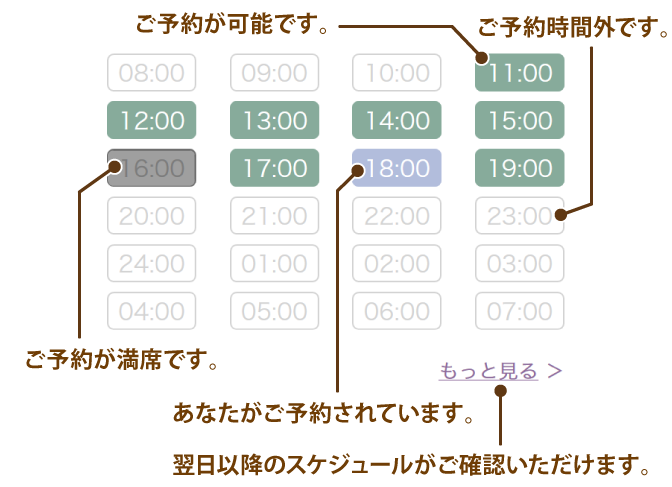 ご予約が可能です。
ご予約時間外です。
08:00 09:00 10:00 11:00
12:00 13:00 14:00 15:00
16:00 17:00 18:00 19:00
20:00 21:00 22:00 23:00
24:00 01:00 02:00 03:00
04:00 05:00 06:00 07:00
ご予約が満席です。
もっと見る >
あなたがご予約されています。
翌日以降のスケジュールがご確認いただけます。